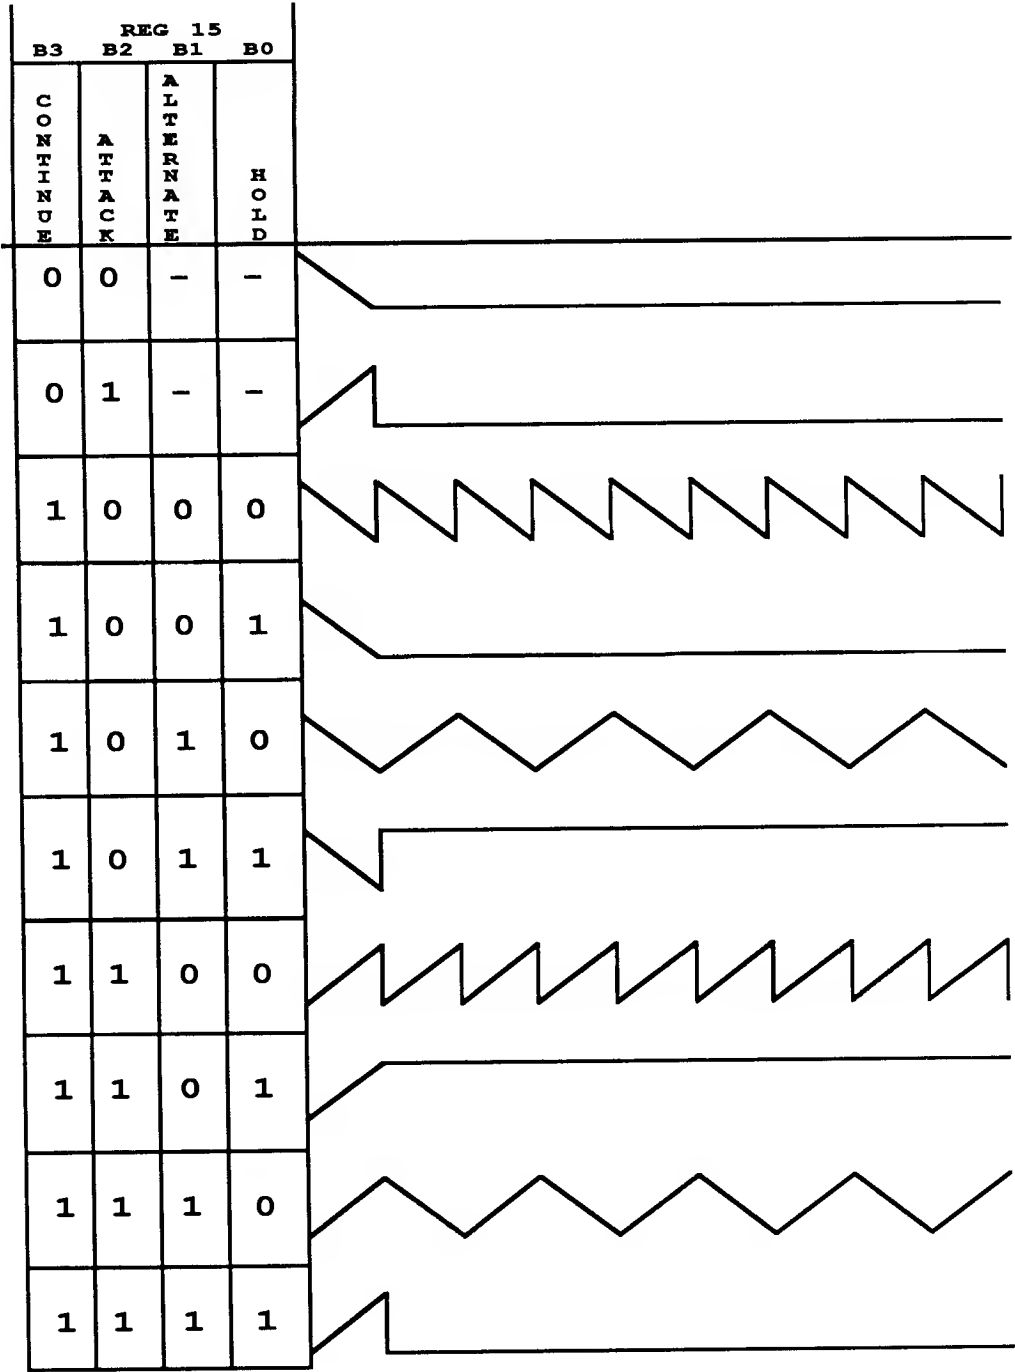 REG 15
B3 B2 B1 B0
CONTINUE ATTACK ALTERNATE HOLD
0 0 - -
0 1 - -
1 0 0 0
1 0 0 1
1 0 1 0
1 0 1 1
1 1 0 0
1 1 0 1
1 1 1 0
1 1 1 1